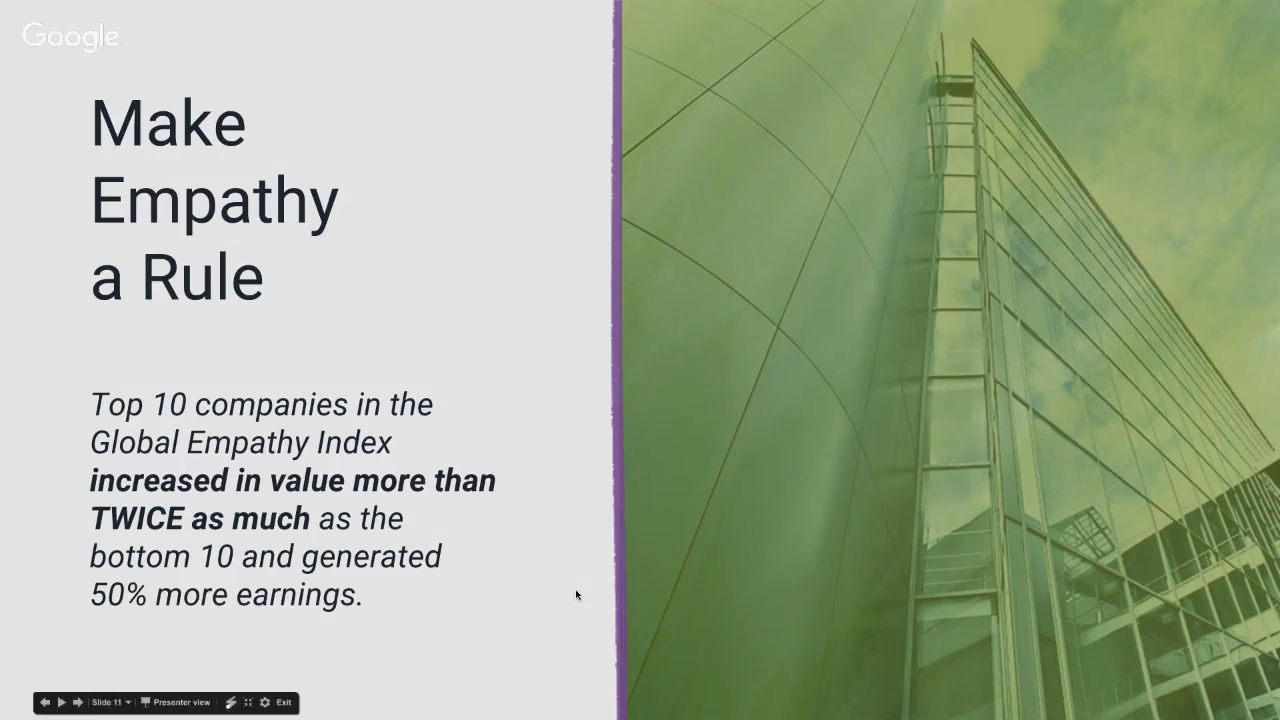 Google
Make
Empathy
a Rule
Top 10 companies in the
Global Empathy Index
increased in value more than
TWICE as much as the
bottom 10 and generated
50% more earnings.
Slide 11 Presenter view Exit